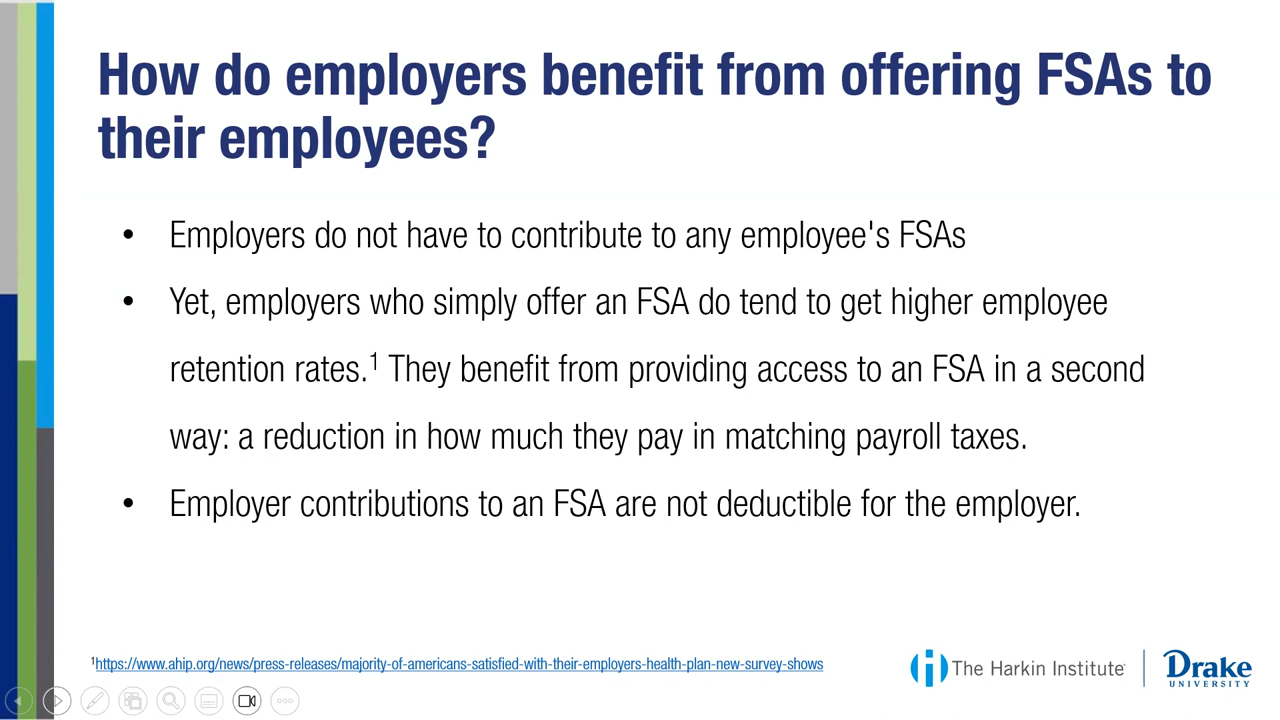 How do employers benefit from offering FSAs to
their employees?
• Employers do not have to contribute to any employee's FSAs
• Yet, employers who simply offer an FSA do tend to get higher employee
retention rates.1 They benefit from providing access to an FSA in a second
way: a reduction in how much they pay in matching payroll taxes.
• Employer contributions to an FSA are not deductible for the employer.
1https://www.ahip.org/news/press-releases/majority-of-americans-satisfied-with-their-employers-health-plan-new-survey-shows
The Harkin Institute
Drake
UNIVERSITY